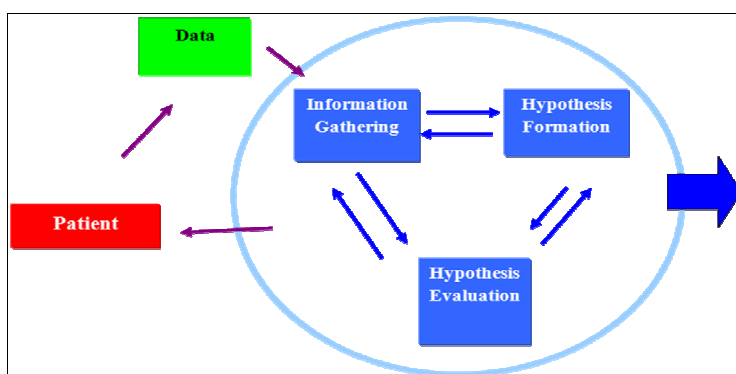 Data
Information
Gathering
Hypothesis
Formation
Patient
Hypothesis
Evaluation